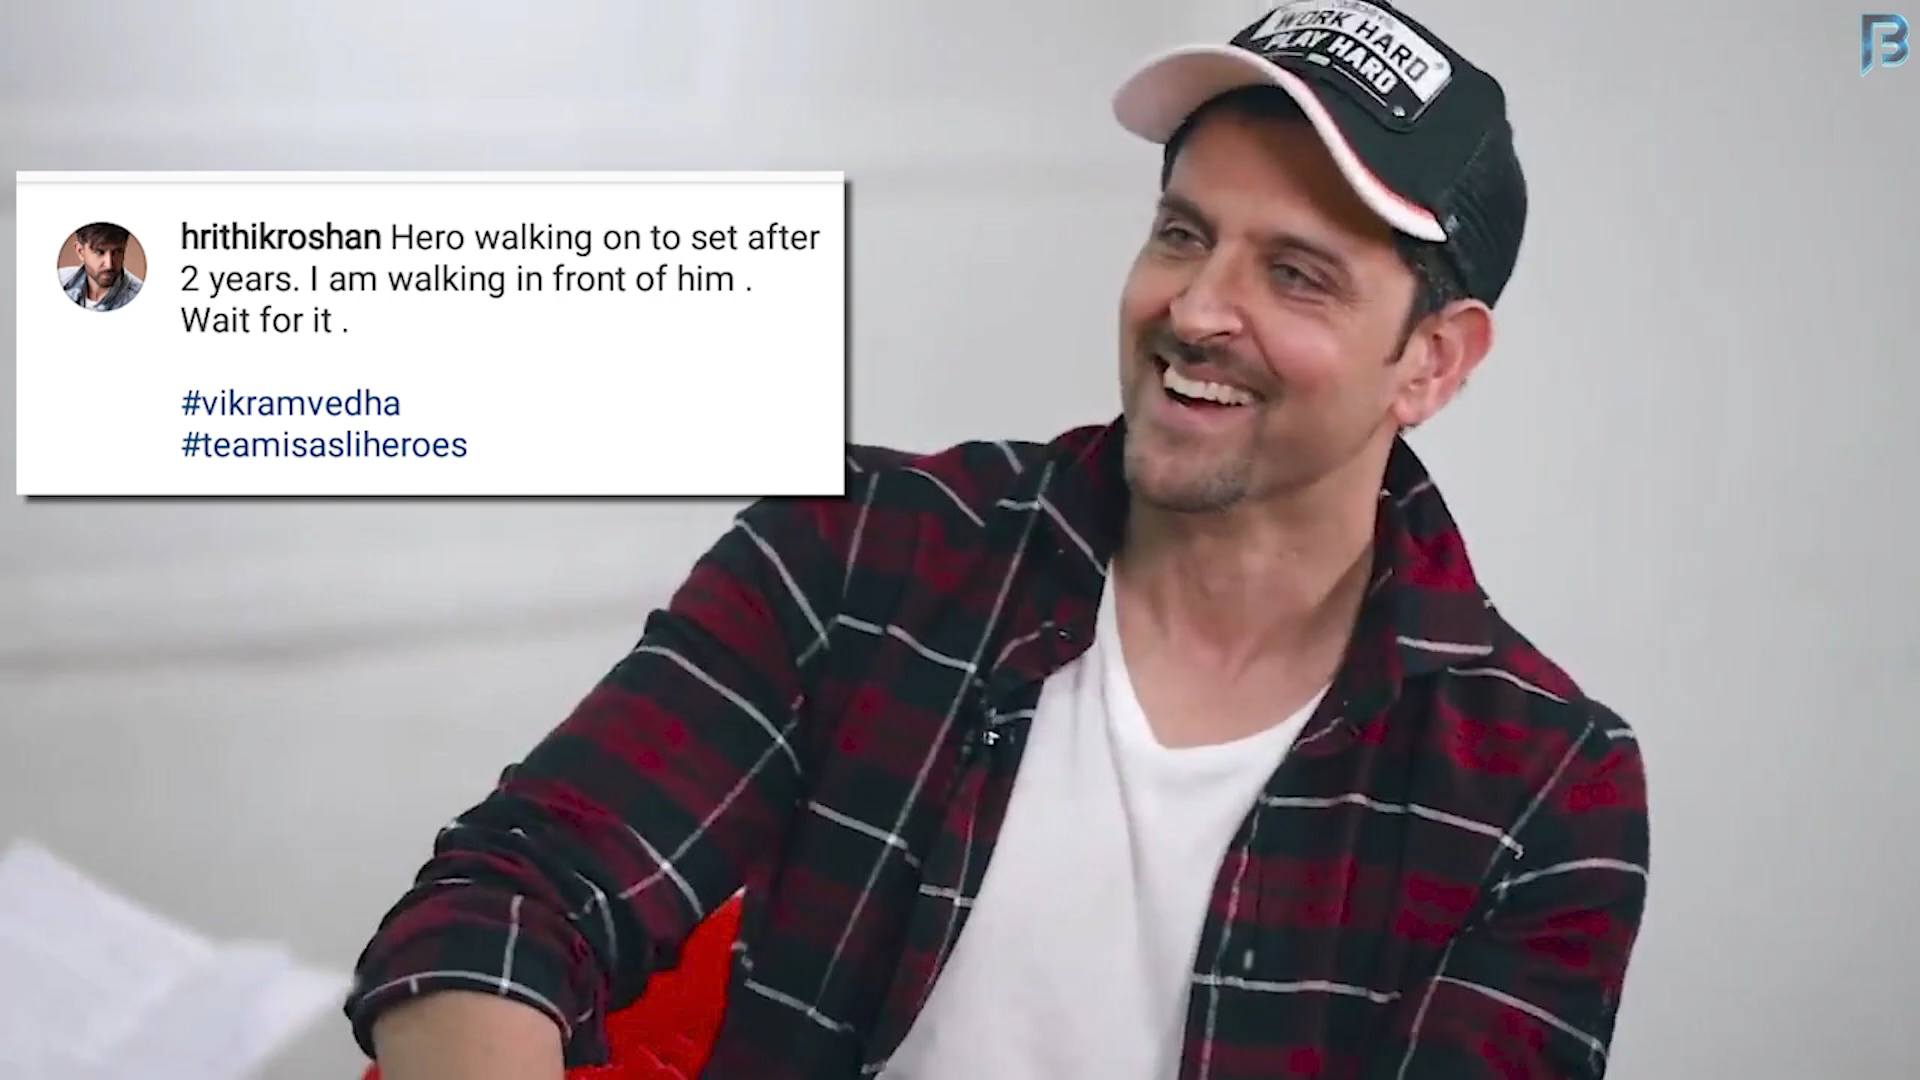 WORK HARD
PLAY HARD
hrithikroshan Hero walking on to set after
2 years. I am walking in front of him .
Wait for it .
#vikramvedha
#teamisasliheroes